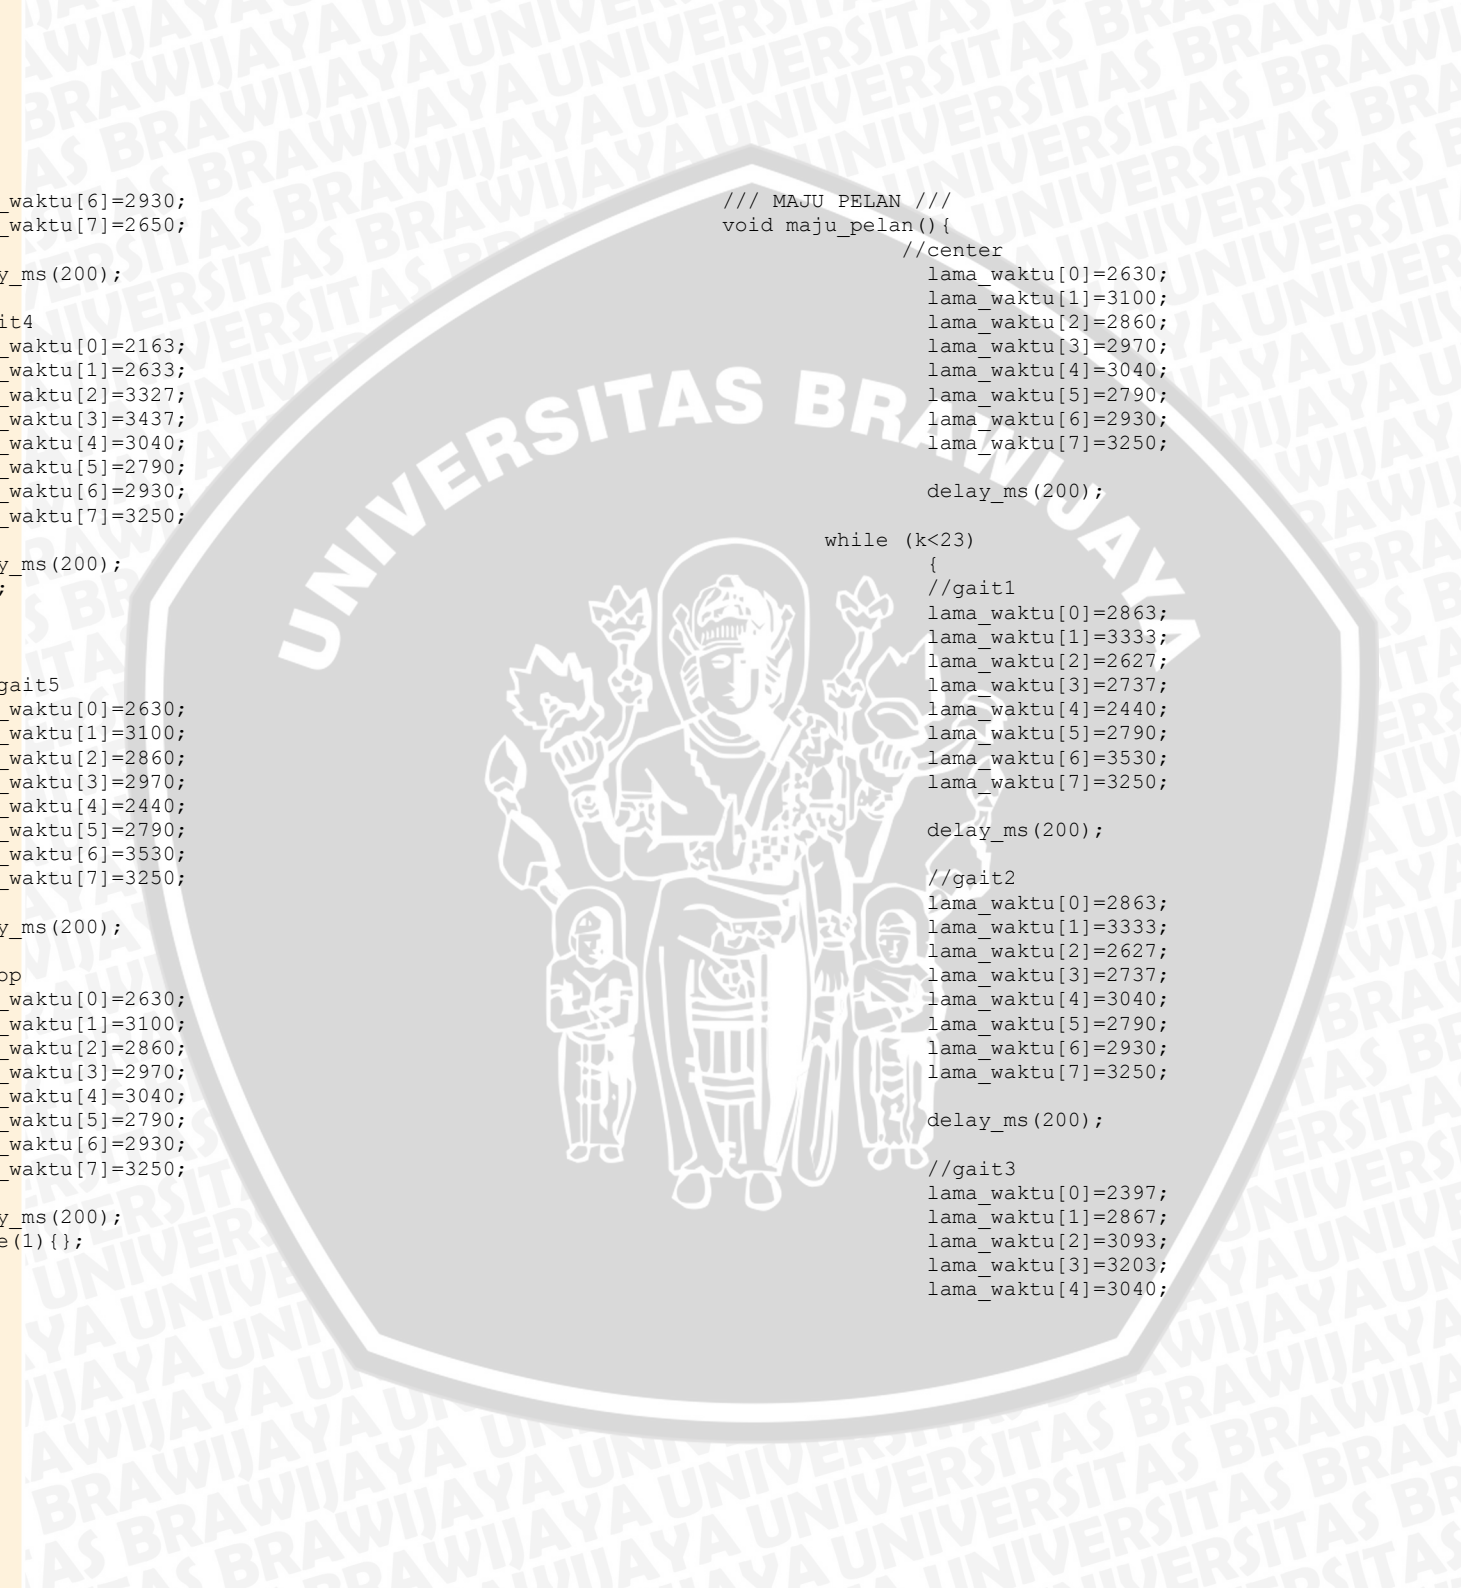 _waktu[6]=2930;
_waktu[7]=2650;
y_ms(200);
it4
_waktu[0]=2163;
_waktu[1]=2633;
_waktu[2]=3327;
_waktu[3]=3437;
_waktu[4]=3040;
_waktu[5]=2790;
_waktu[6]=2930;
_waktu[7]=3250;
y_ms(200);
;
gait5
_waktu[0]=2630;
_waktu[1]=3100;
_waktu[2]=2860;
_waktu[3]=2970;
_waktu[4]=2440;
_waktu[5]=2790;
_waktu[6]=3530;
_waktu[7]=3250;
y_ms(200);
op
_waktu[0]=2630;
_waktu[1]=3100;
_waktu[2]=2860;
_waktu[3]=2970;
_waktu[4]=3040;
_waktu[5]=2790;
_waktu[6]=2930;
_waktu[7]=3250;
y_ms(200);
e(1){};
/// MAJU PELAN ///
void maju_pelan(){
//center
lama_waktu[0]=2630;
lama_waktu[1]=3100;
lama_waktu[2]=2860;
lama_waktu[3]=2970;
lama_waktu[4]=3040;
lama_waktu[5]=2790;
lama_waktu[6]=2930;
lama_waktu[7]=3250;
delay_ms(200);
while (k<23)
{
//gait1
lama_waktu[0]=2863;
lama_waktu[1]=3333;
lama_waktu[2]=2627;
lama_waktu[3]=2737;
lama_waktu[4]=2440;
lama_waktu[5]=2790;
lama_waktu[6]=3530;
lama_waktu[7]=3250;
delay_ms(200);
//gait2
lama_waktu[0]=2863;
lama_waktu[1]=3333;
lama_waktu[2]=2627;
lama_waktu[3]=2737;
lama_waktu[4]=3040;
lama_waktu[5]=2790;
lama_waktu[6]=2930;
lama_waktu[7]=3250;
delay_ms(200);
//gait3
lama_waktu[0]=2397;
lama_waktu[1]=2867;
lama_waktu[2]=3093;
lama_waktu[3]=3203;
lama_waktu[4]=3040;
UNIVERSITAS BRAWIJAYA